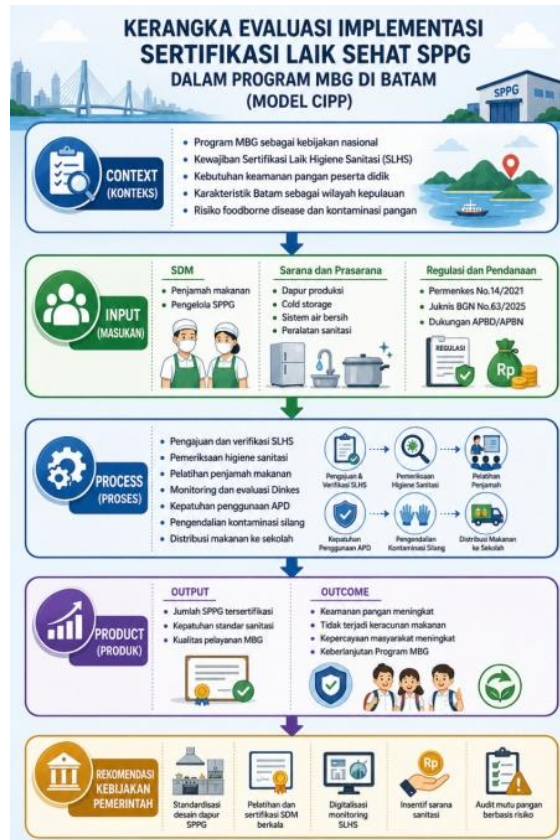 KERANGKA EVALUASI IMPLEMENTASI
SERTIFIKASI LAIK SEHAT SPPG
DALAM PROGRAM MBG DI BATAM
(MODEL CIPP)
SPPG
CONTEXT
(KONTEKS)
• Program MBG sebagai kebijakan nasional
• Kewajiban Sertifikasi Laik Higiene Sanitasi (SLHS)
• Kebutuhan keamanan pangan peserta didik
• Karakteristik Batam sebagai wilayah kepulauan
• Risiko foodborne disease dan kontaminasi pangan
INPUT
(MASUKAN)
SDM
• Penjamah makanan
• Pengelola SPPG
Sarana dan Prasarana
• Dapur produksi
• Cold storage
• Sistem air bersih
• Peralatan sanitasi
Regulasi dan Pendanaan
• Permenkes No.14/2021
• Juknis BGN No.63/2025
• Dukungan APBD/APBN
REGULASI
Rp
PROCESS
(PROSES)
• Pengajuan dan verifikasi SLHS
• Pemeriksaan higiene sanitasi
• Pelatihan penjamah makanan
• Monitoring dan evaluasi Dinkes
• Kepatuhan penggunaan APD
• Pengendalian kontaminasi silang
• Distribusi makanan ke sekolah
Pengajuan &
Verifikasi SLHS
Pemeriksaan
Higiene Sanitasi
Pelatihan
Penjamah
Kepatuhan
Penggunaan APD
Pengendalian
Kontaminasi Silang
Distribusi Makanan
ke Sekolah
PRODUCT
(PRODUK)
OUTPUT
• Jumlah SPPG tersertifikasi
• Kepatuhan standar sanitasi
• Kualitas pelayanan MBG
OUTCOME
• Keamanan pangan meningkat
• Tidak terjadi keracunan makanan
• Kepercayaan masyarakat meningkat
• Keberlanjutan Program MBG
REKOMENDASI
KEBIJAKAN
PEMERINTAH
Standardisasi
desain dapur
SPPG
Pelatihan dan
sertifikasi SDM
berkala
Digitalisasi
monitoring
SLHS
Rp
Insentif sarana
sanitasi
Audit mutu pangan
berbasis risiko